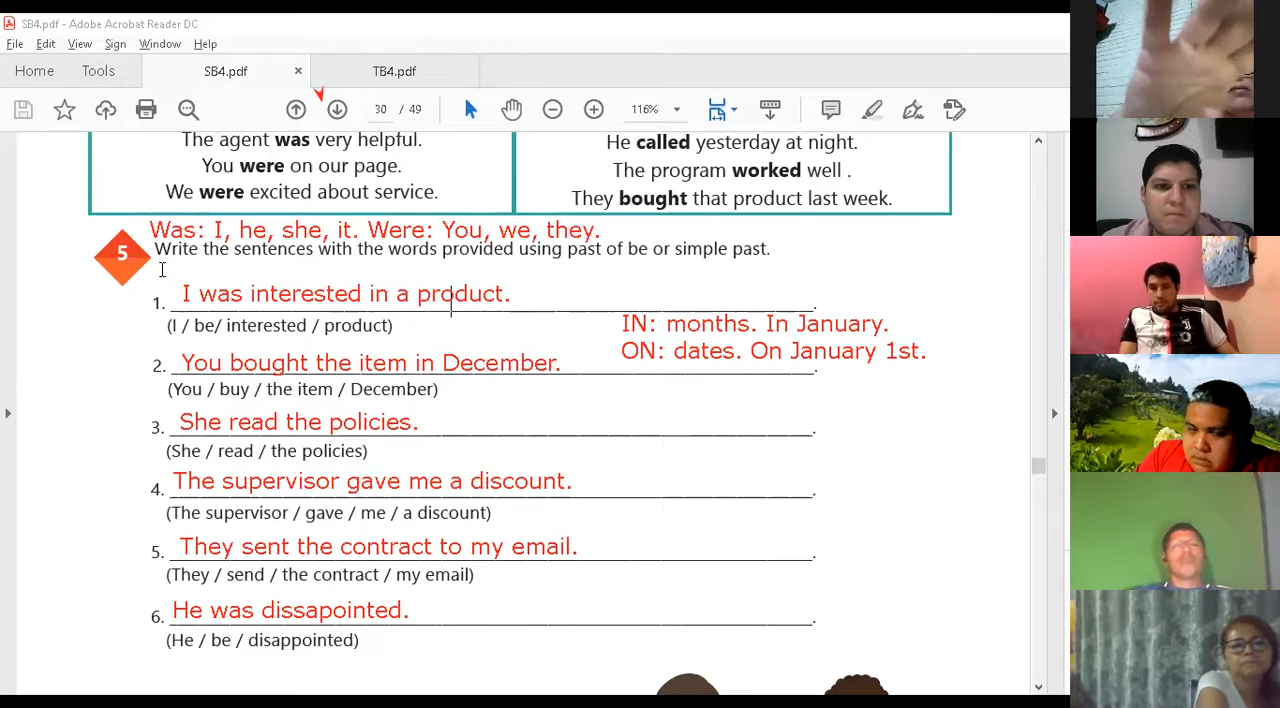 SB4.pdf - Adobe Acrobat Reader DC
File Edit View Sign Window Help
Home Tools SB4.pdf × TB4.pdf
30 / 49 116%
The agent was very helpful.
You were on our page.
We were excited about service.
He called yesterday at night.
The program worked well .
They bought that product last week.
Was: I, he, she, it. Were: You, we, they.
5 Write the sentences with the words provided using past of be or simple past.
1. I was interested in a product. .
(I / be/ interested / product)
IN: months. In January.
ON: dates. On January 1st.
2. You bought the item in December. .
(You / buy / the item / December)
3. She read the policies. .
(She / read / the policies)
4. The supervisor gave me a discount. .
(The supervisor / gave / me / a discount)
5. They sent the contract to my email. .
(They / send / the contract / my email)
6. He was dissapointed. .
(He / be / disappointed)